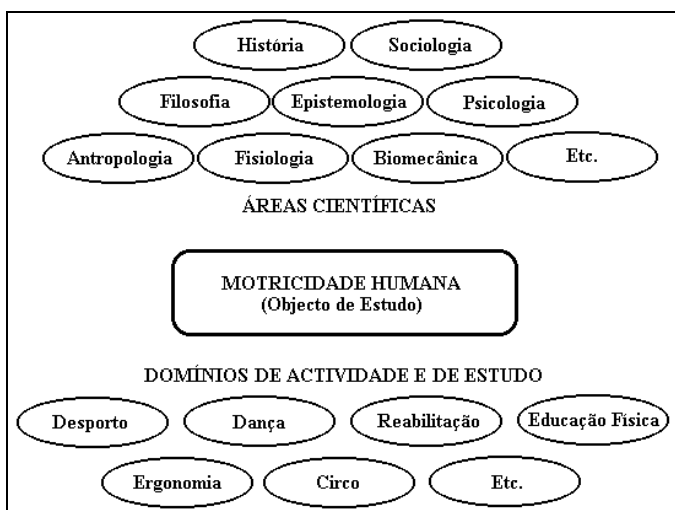 História Sociologia
Filosofia Epistemologia Psicologia
Antropologia Fisiologia Biomecânica Etc.
ÁREAS CIENTÍFICAS
MOTRICIDADE HUMANA
(Objecto de Estudo)
DOMÍNIOS DE ACTIVIDADE E DE ESTUDO
Desporto Dança Reabilitação Educação Física
Ergonomia Circo Etc.